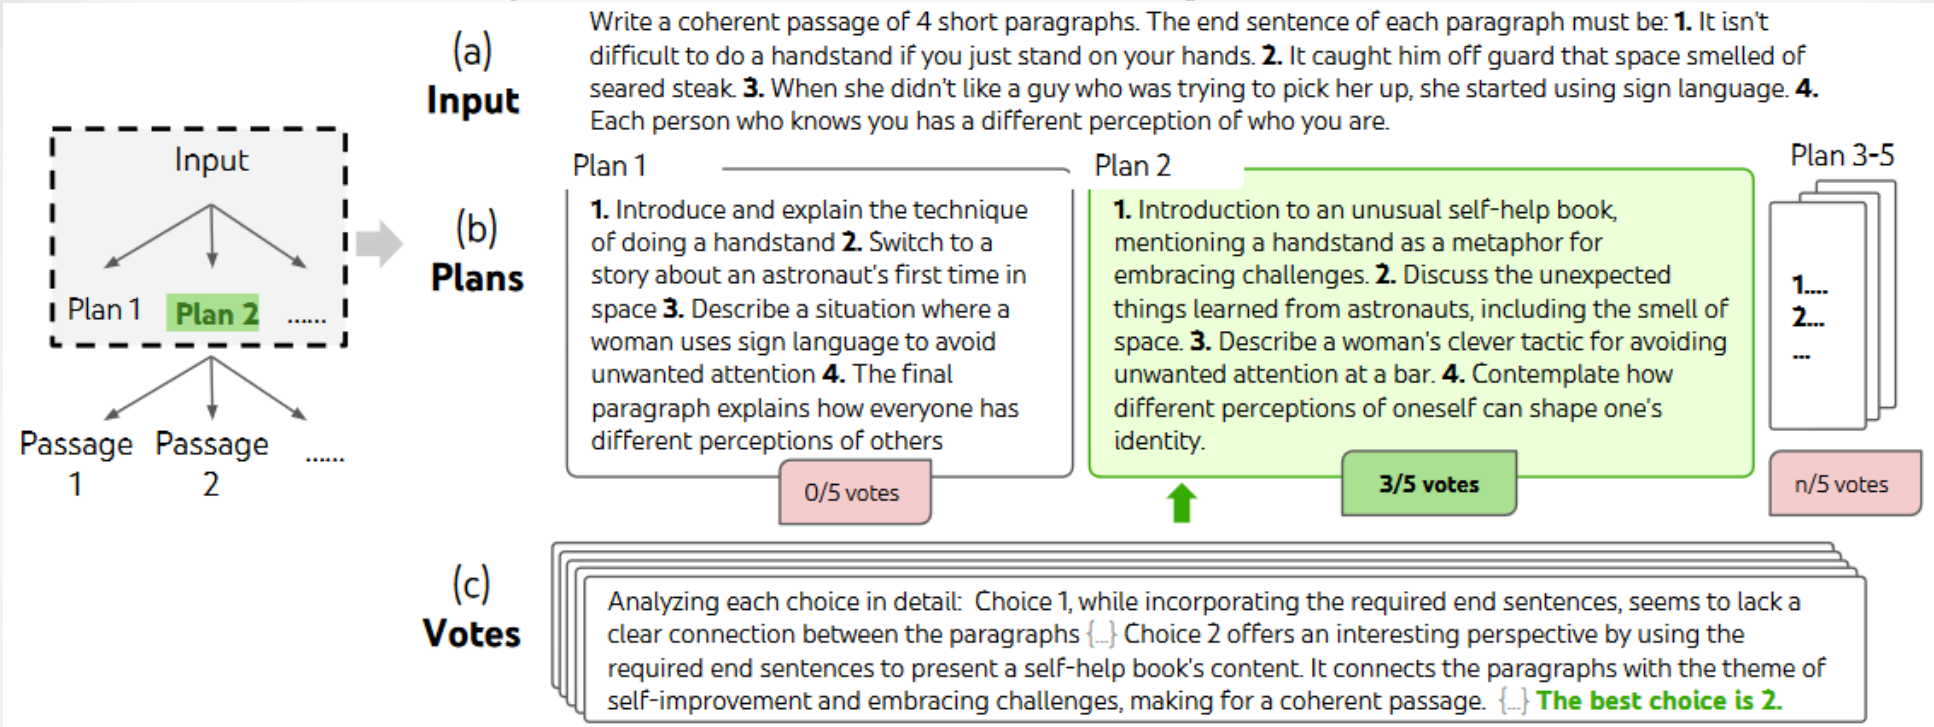 (a)
Input
Write a coherent passage of 4 short paragraphs. The end sentence of each paragraph must be: 1. It isn't
difficult to do a handstand if you just stand on your hands. 2. It caught him off guard that space smelled of
seared steak. 3. When she didn't like a guy who was trying to pick her up, she started using sign language. 4.
Each person who knows you has a different perception of who you are.
Input
Plan 1
Plan 2
......
Passage
1
Passage
2
......
(b)
Plans
Plan 1
1. Introduce and explain the technique
of doing a handstand 2. Switch to a
story about an astronaut's first time in
space 3. Describe a situation where a
woman uses sign language to avoid
unwanted attention 4. The final
paragraph explains how everyone has
different perceptions of others
0/5 votes
Plan 2
1. Introduction to an unusual self-help book,
mentioning a handstand as a metaphor for
embracing challenges. 2. Discuss the unexpected
things learned from astronauts, including the smell of
space. 3. Describe a woman's clever tactic for avoiding
unwanted attention at a bar. 4. Contemplate how
different perceptions of oneself can shape one's
identity.
3/5 votes
Plan 3-5
1....
2...
...
n/5 votes
(c)
Votes
Analyzing each choice in detail: Choice 1, while incorporating the required end sentences, seems to lack a
clear connection between the paragraphs {...} Choice 2 offers an interesting perspective by using the
required end sentences to present a self-help book's content. It connects the paragraphs with the theme of
self-improvement and embracing challenges, making for a coherent passage. {...} The best choice is 2.